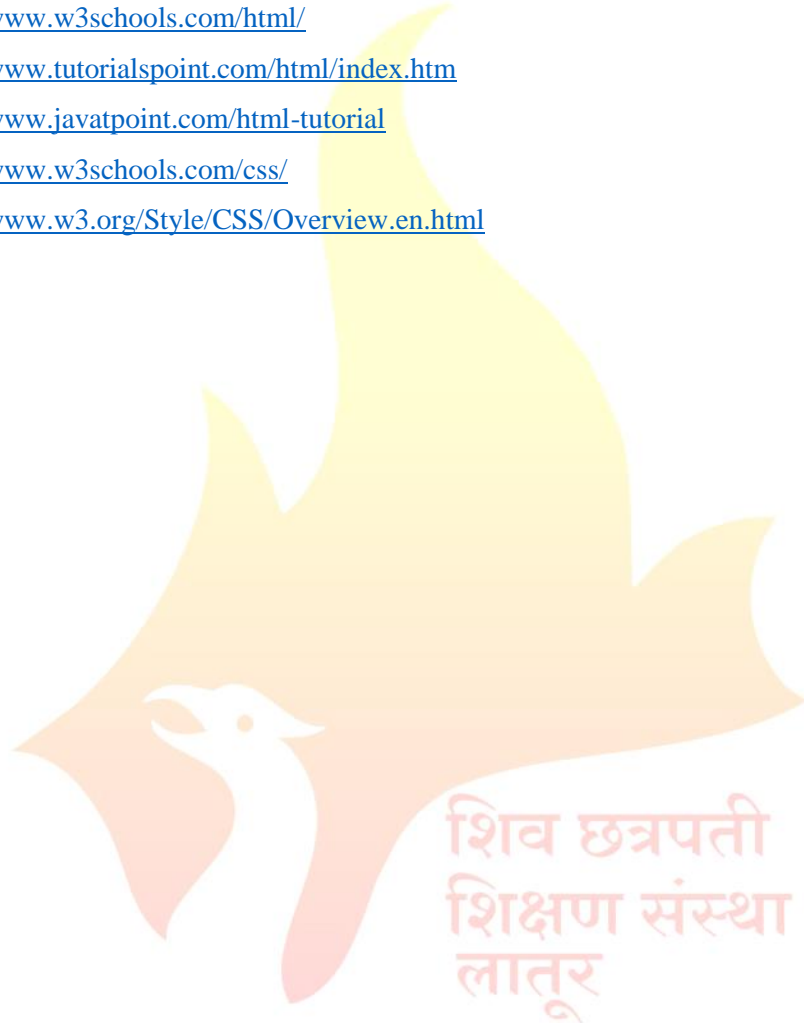 www.w3schools.com/html/
www.tutorialspoint.com/html/index.htm
www.javatpoint.com/html-tutorial
www.w3schools.com/css/
www.w3.org/Style/CSS/Overview.en.html
शिव छत्रपती
शिक्षण संस्था
लातूर